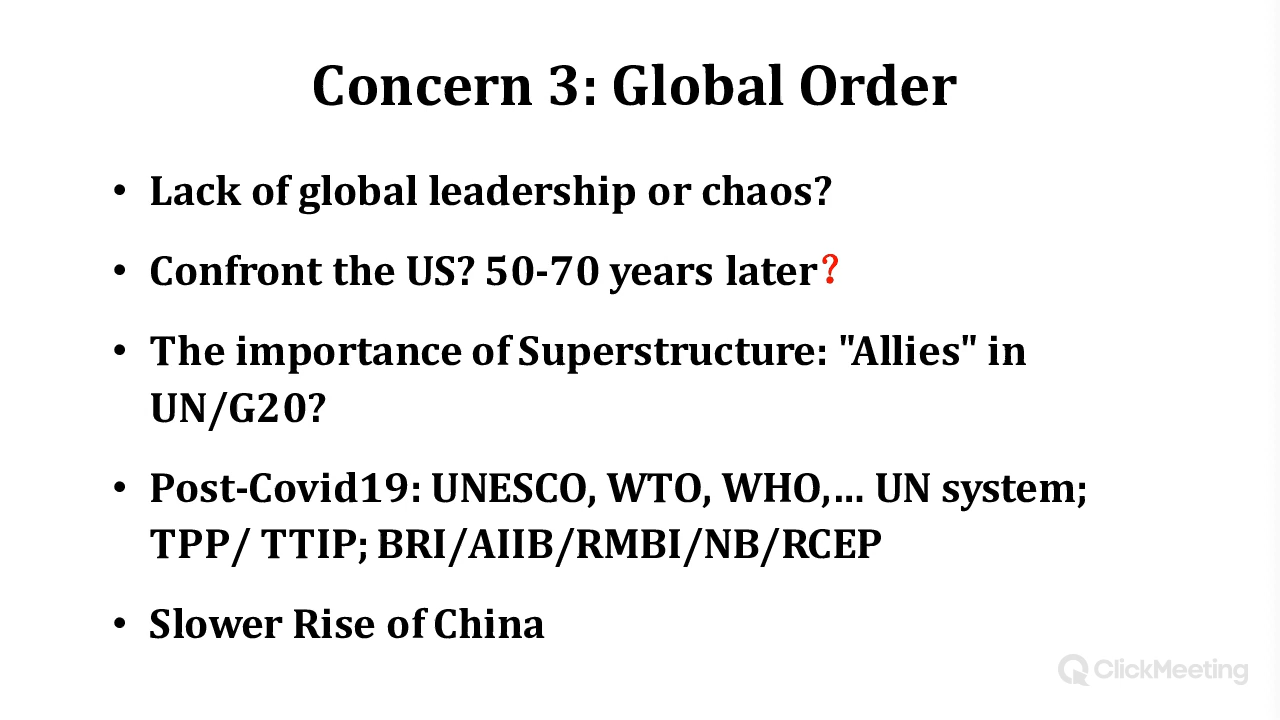 Concern 3: Global Order
• Lack of global leadership or chaos?
• Confront the US? 50-70 years later？
• The importance of Superstructure: "Allies" in
UN/G20?
• Post-Covid19: UNESCO, WTO, WHO,... UN system;
TPP/ TTIP; BRI/AIIB/RMBI/NB/RCEP
• Slower Rise of China
ClickMeeting